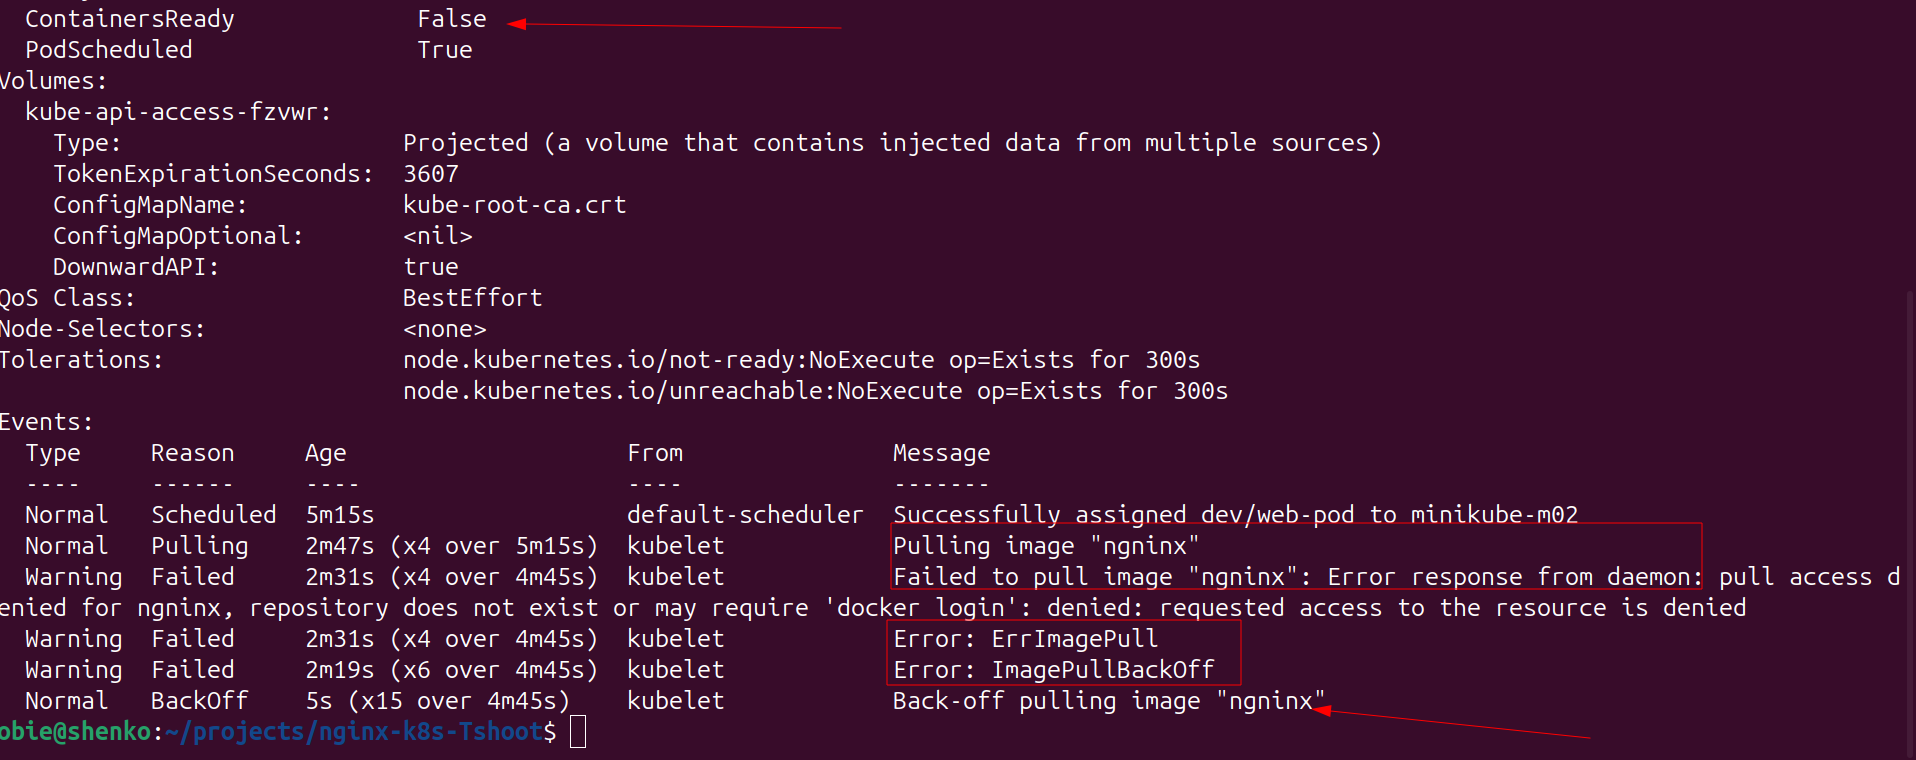 ContainersReady False
PodScheduled True
Volumes:
kube-api-access-fzvwr:
Type: Projected (a volume that contains injected data from multiple sources)
TokenExpirationSeconds: 3607
ConfigMapName: kube-root-ca.crt
ConfigMapOptional: <nil>
DownwardAPI: true
QoS Class: BestEffort
Node-Selectors: <none>
Tolerations: node.kubernetes.io/not-ready:NoExecute op=Exists for 300s
node.kubernetes.io/unreachable:NoExecute op=Exists for 300s
Events:
Type Reason Age From Message
---- ------ ---- ---- -------
Normal Scheduled 5m15s default-scheduler Successfully assigned dev/web-pod to minikube-m02
Normal Pulling 2m47s (x4 over 5m15s) kubelet Pulling image "ngninx"
Warning Failed 2m31s (x4 over 4m45s) kubelet Failed to pull image "ngninx": Error response from daemon: pull access d
enied for ngninx, repository does not exist or may require 'docker login': denied: requested access to the resource is denied
Warning Failed 2m31s (x4 over 4m45s) kubelet Error: ErrImagePull
Warning Failed 2m19s (x6 over 4m45s) kubelet Error: ImagePullBackOff
Normal BackOff 5s (x15 over 4m45s) kubelet Back-off pulling image "ngninx"
obie@shenko:~/projects/nginx-k8s-Tshoot$